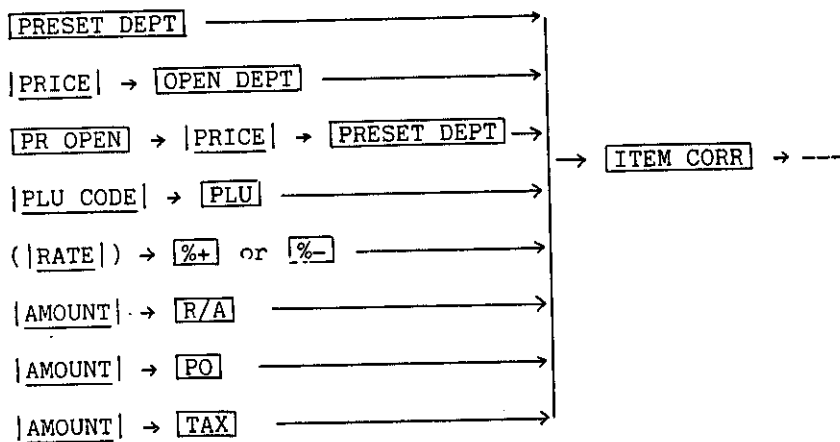 PRESET DEPT
PRICE → OPEN DEPT
PR OPEN → PRICE → PRESET DEPT → ITEM CORR → ---
PLU CODE → PLU
(RATE) → %+ or %-
AMOUNT → R/A
AMOUNT → PO
AMOUNT → TAX